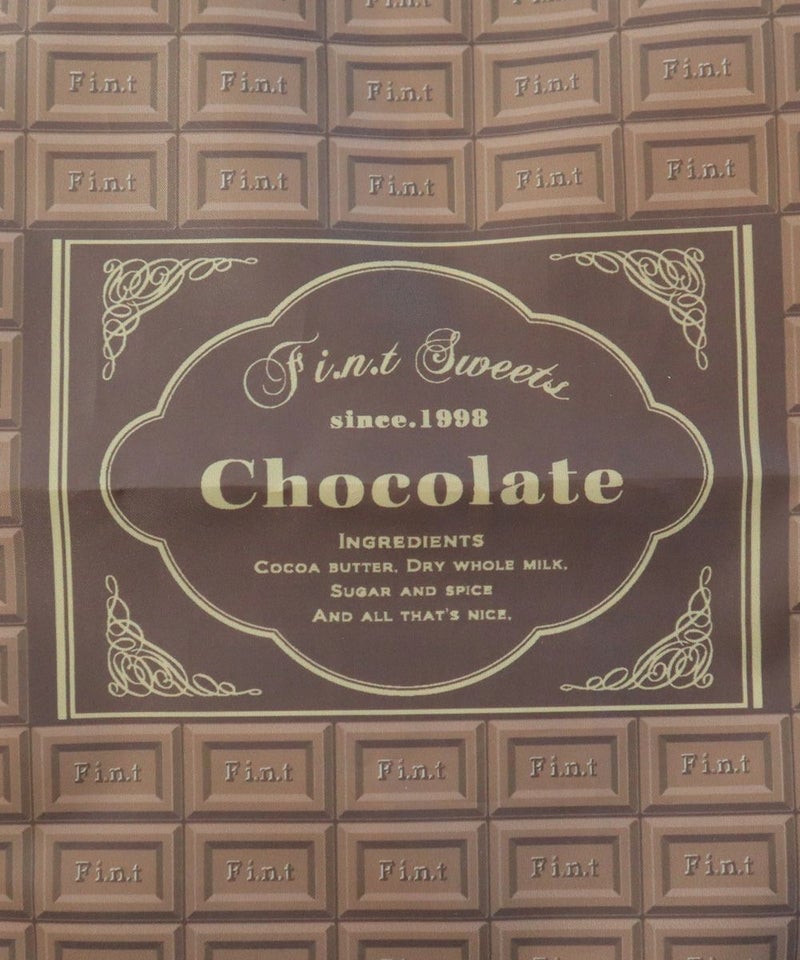 F.i.n.t F.i.n.t F.i.n.t F.i.n.t F.i.n.t
F.i.n.t F.i.n.t F.i.n.t F.i.n.t F.i.n.t
F.i.n.t Sweets
since.1998
Chocolate
INGREDIENTS
COCOA BUTTER. DRY WHOLE MILK.
SUGAR AND SPICE
AND ALL THAT'S NICE.
F.i.n.t F.i.n.t F.i.n.t F.i.n.t F.i.n.t
F.i.n.t F.i.n.t F.i.n.t F.i.n.t F.i.n.t